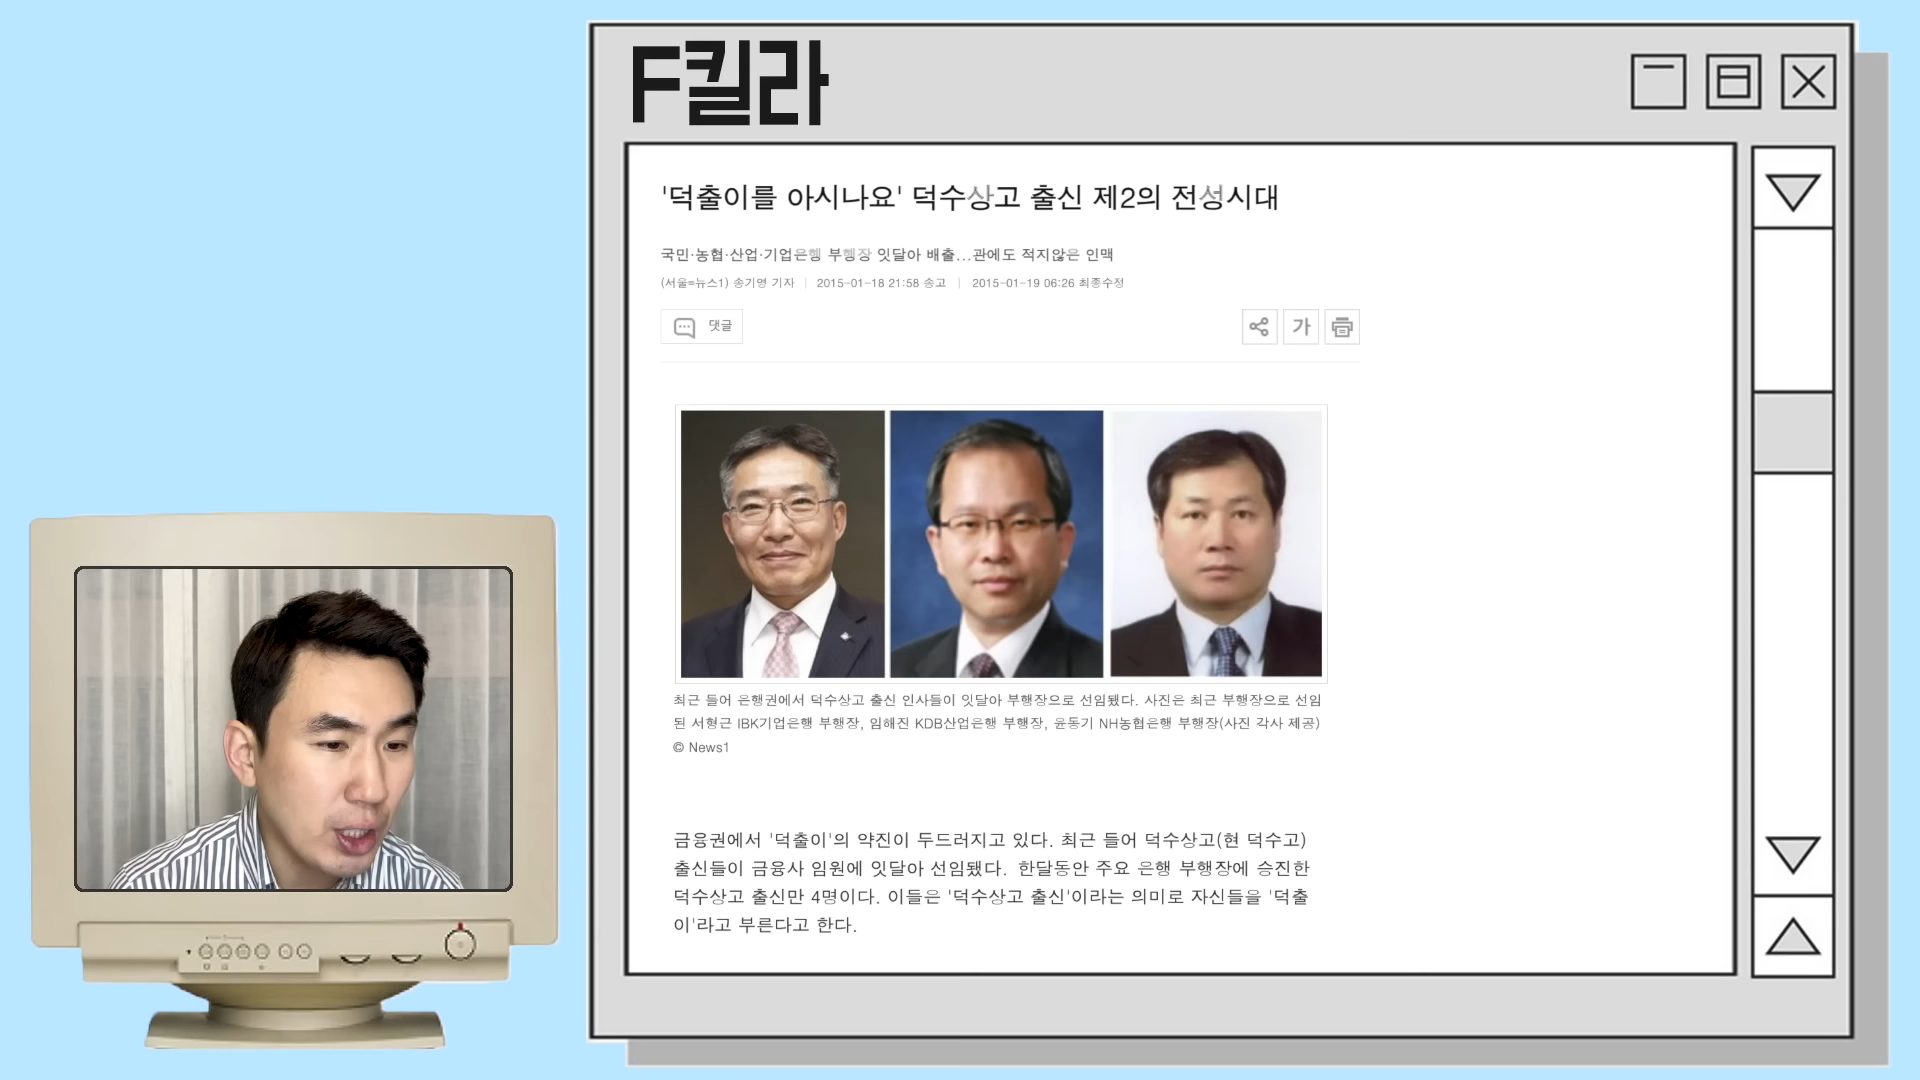 F킬라
'덕출이를 아시나요' 덕수상고 출신 제2의 전성시대
국민·농협·산업·기업은행 부행장 잇달아 배출...관에도 적지않은 인맥
(서울=뉴스1) 송기영 기자 | 2015-01-18 21:58 송고 | 2015-01-19 06:26 최종수정
댓글
가
최근 들어 은행권에서 덕수상고 출신 인사들이 잇달아 부행장으로 선임됐다. 사진은 최근 부행장으로 선임
된 서형근 IBK기업은행 부행장, 임해진 KDB산업은행 부행장, 윤동기 NH농협은행 부행장(사진 각사 제공)
© News1
금융권에서 '덕출이'의 약진이 두드러지고 있다. 최근 들어 덕수상고(현 덕수고)
출신들이 금융사 임원에 잇달아 선임됐다. 한달동안 주요 은행 부행장에 승진한
덕수상고 출신만 4명이다. 이들은 '덕수상고 출신'이라는 의미로 자신들을 '덕출
이'라고 부른다고 한다.